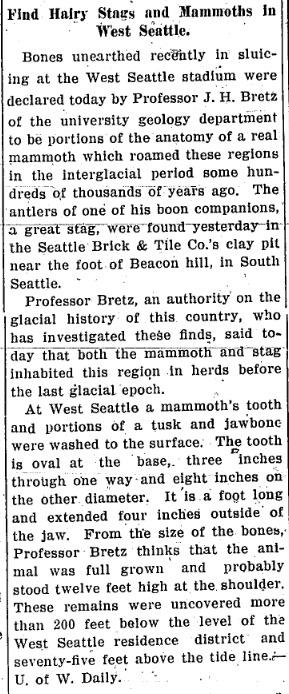 Find Hairy Stags and Mammoths in
West Seattle.
Bones unearthed recently in sluic-
ing at the West Seattle stadium were
declared today by Professor J. H. Bretz
of the university geology department
to be portions of the anatomy of a real
mammoth which roamed these regions
in the interglacial period some hun-
dreds of thousands of years ago. The
antlers of one of his boon companions,
a great stag, were found yesterday in
the Seattle Brick & Tile Co.'s clay pit
near the foot of Beacon hill, in South
Seattle.
Professor Bretz, an authority on the
glacial history of this country, who
has investigated these finds, said to-
day that both the mammoth and stag
inhabited this region in herds before
the last glacial epoch.
At West Seattle a mammoth's tooth
and portions of a tusk and jawbone
were washed to the surface. The tooth
is oval at the base, three inches
through one way and eight inches on
the other diameter. It is a foot long
and extended four inches outside of
the jaw. From the size of the bones,
Professor Bretz thinks that the ani-
mal was full grown and probably
stood twelve feet high at the shoulder.
These remains were uncovered more
than 200 feet below the level of the
West Seattle residence district and
seventy-five feet above the tide line.—
U. of W. Daily.